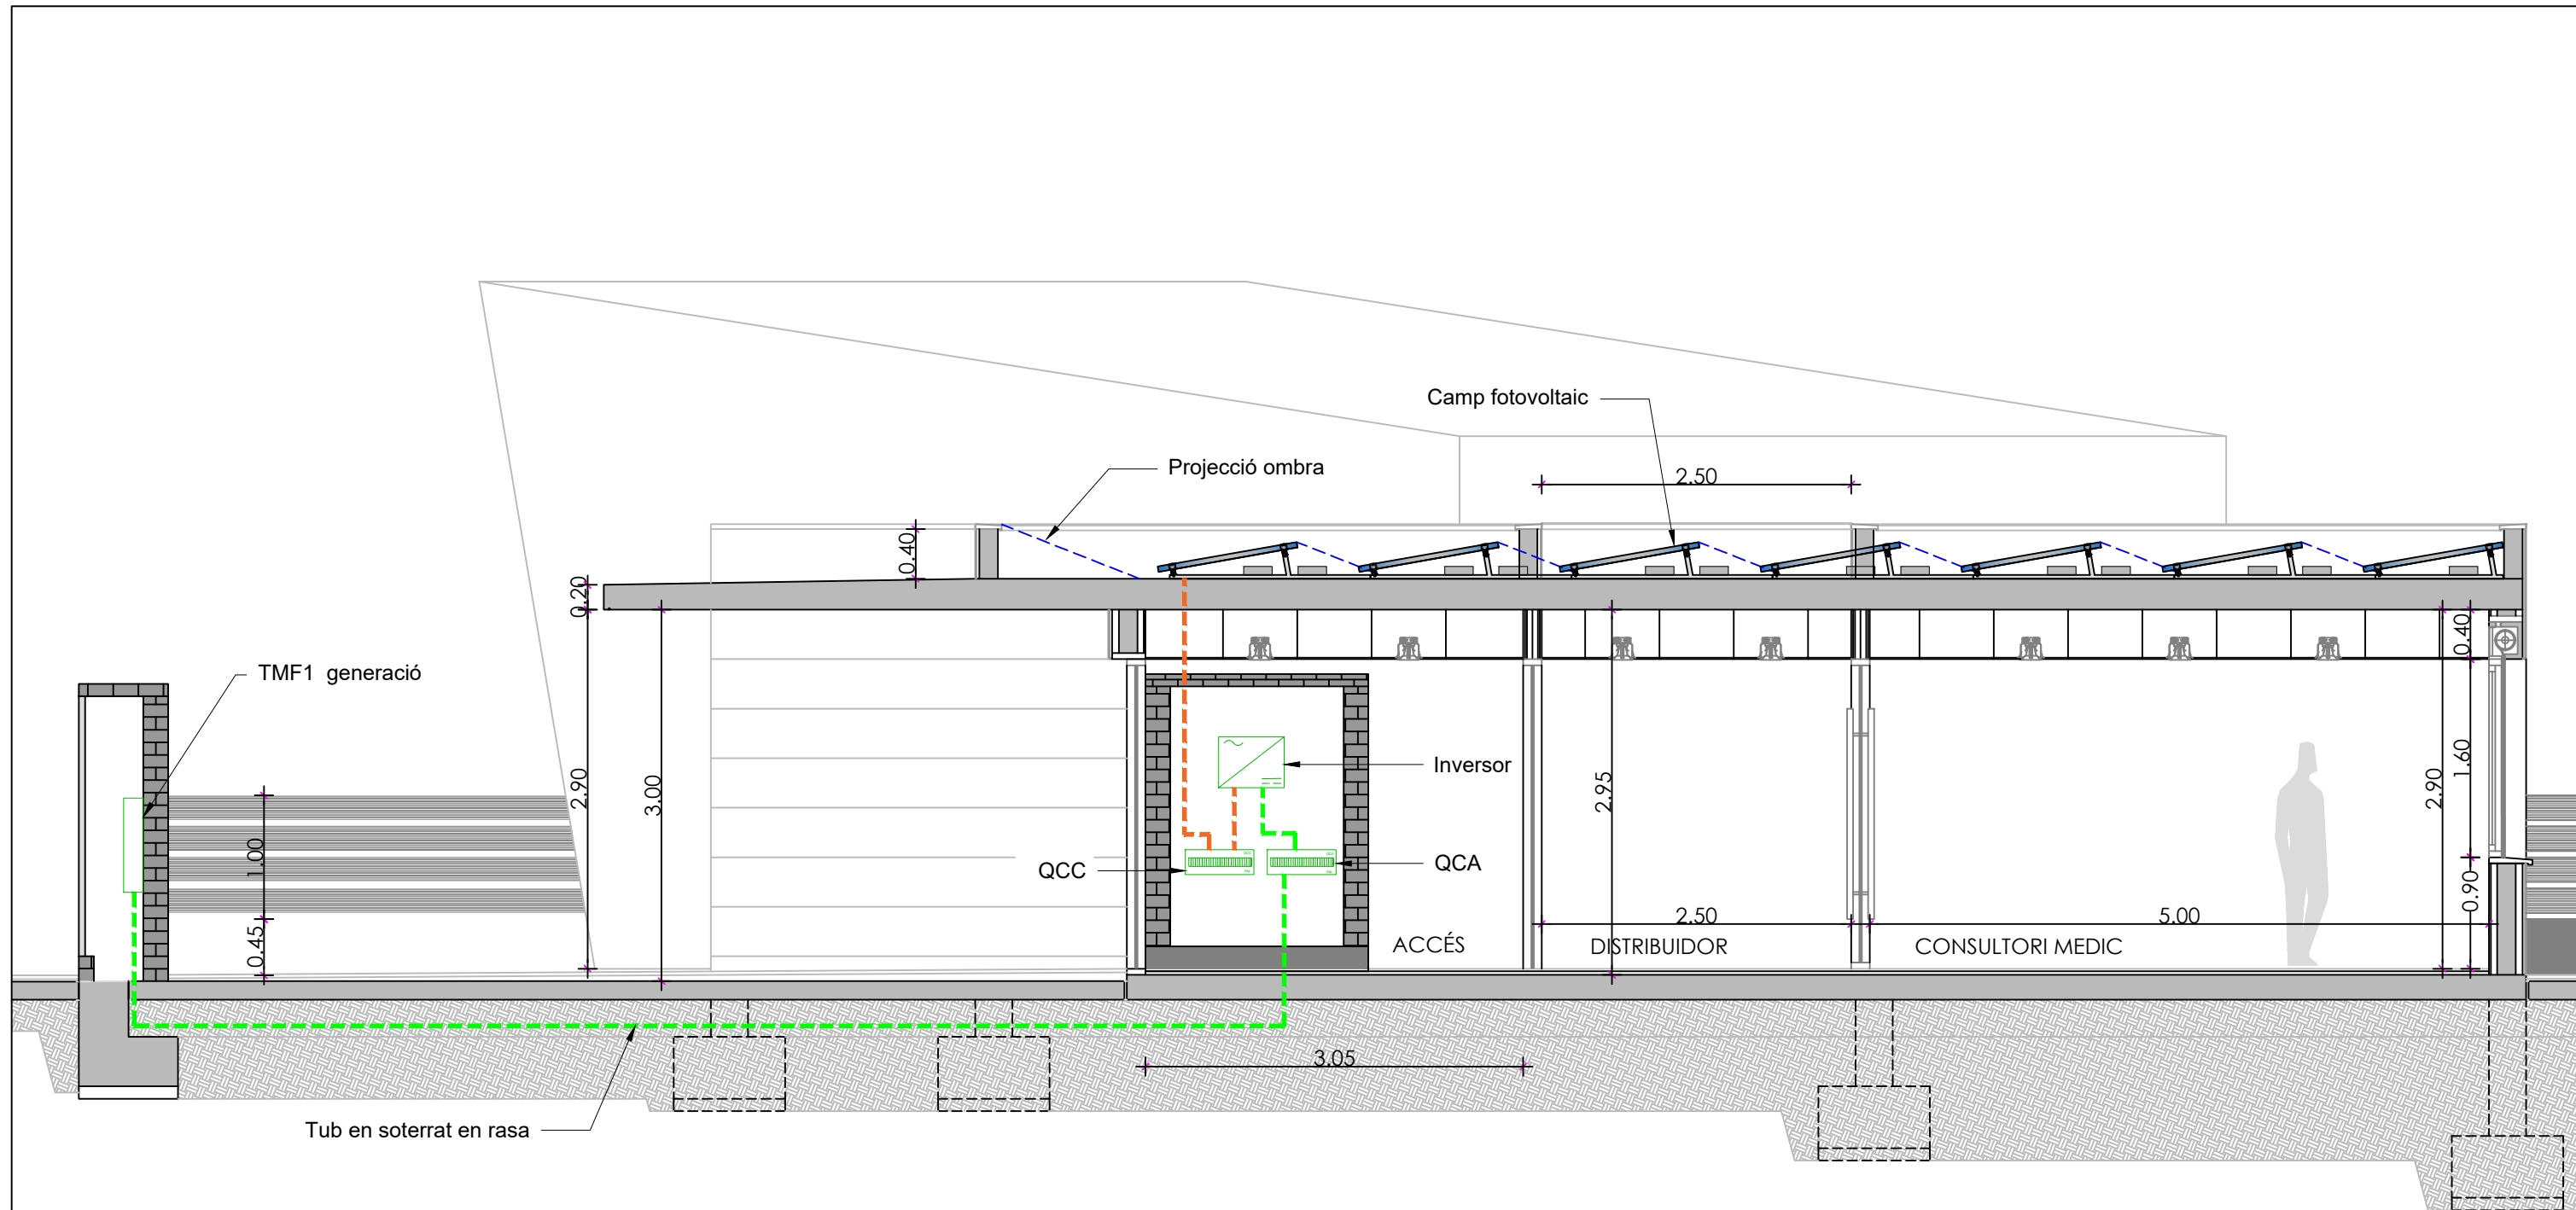 Camp fotovoltaic
Projecció ombra
2.50
0.40
0.20
0.40
TMF1  generació
Inversor
2.90
3.00
2.95
2.90
1.60
1.00
QCC
QCA
0.90
2.50
5.00
0.45
ACCÉS
DISTRIBUIDOR
CONSULTORI MEDIC
3.05
Tub en soterrat en rasa